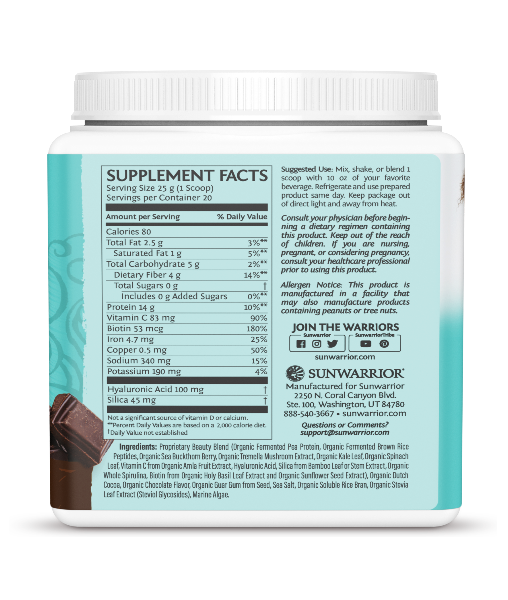 SUPPLEMENT FACTS
Serving Size 25 g (1 Scoop)
Servings per Container 20
Amount per Serving % Daily Value
Calories 80
Total Fat 2.5 g 3%**
Saturated Fat 1 g 5%**
Total Carbohydrate 5 g 2%**
Dietary Fiber 4 g 14%**
Total Sugars 0 g †
Includes 0 g Added Sugars 0%**
Protein 14 g 10%**
Vitamin C 83 mg 90%
Biotin 53 mcg 180%
Iron 4.7 mg 25%
Copper 0.5 mg 50%
Sodium 340 mg 15%
Potassium 190 mg 4%
Hyaluronic Acid 100 mg †
Silica 45 mg †
Not a significant source of vitamin D or calcium.
**Percent Daily Values are based on a 2,000 calorie diet.
†Daily Value not established
Suggested Use: Mix, shake, or blend 1
scoop with 10 oz of your favorite
beverage. Refrigerate and use prepared
product same day. Keep package out
of direct light and away from heat.
Consult your physician before begin-
ning a dietary regimen containing
this product. Keep out of the reach
of children. If you are nursing,
pregnant, or considering pregnancy,
consult your healthcare professional
prior to using this product.
Allergen Notice: This product is
manufactured in a facility that
may also manufacture products
containing peanuts or tree nuts.
JOIN THE WARRIORS
Sunwarrior SunwarriorTribe
sunwarrior.com
SUNWARRIOR®
Manufactured for Sunwarrior
2250 N. Coral Canyon Blvd.
Ste. 100, Washington, UT 84780
888-540-3667 • sunwarrior.com
Questions or Comments?
support@sunwarrior.com
Ingredients: Proprietary Beauty Blend (Organic Fermented Pea Protein, Organic Fermented Brown Rice
Peptides, Organic Sea Buckthorn Berry, Organic Tremella Mushroom Extract, Organic Kale Leaf, Organic Spinach
Leaf, Vitamin C from Organic Amla Fruit Extract, Hyaluronic Acid, Silica from Bamboo Leaf or Stem Extract, Organic
Whole Spirulina, Biotin from Organic Holy Basil Leaf Extract and Organic Sunflower Seed Extract), Organic Dutch
Cocoa, Organic Chocolate Flavor, Organic Guar Gum from Seed, Sea Salt, Organic Soluble Rice Bran, Organic Stevia
Leaf Extract (Steviol Glycosides), Marine Algae.